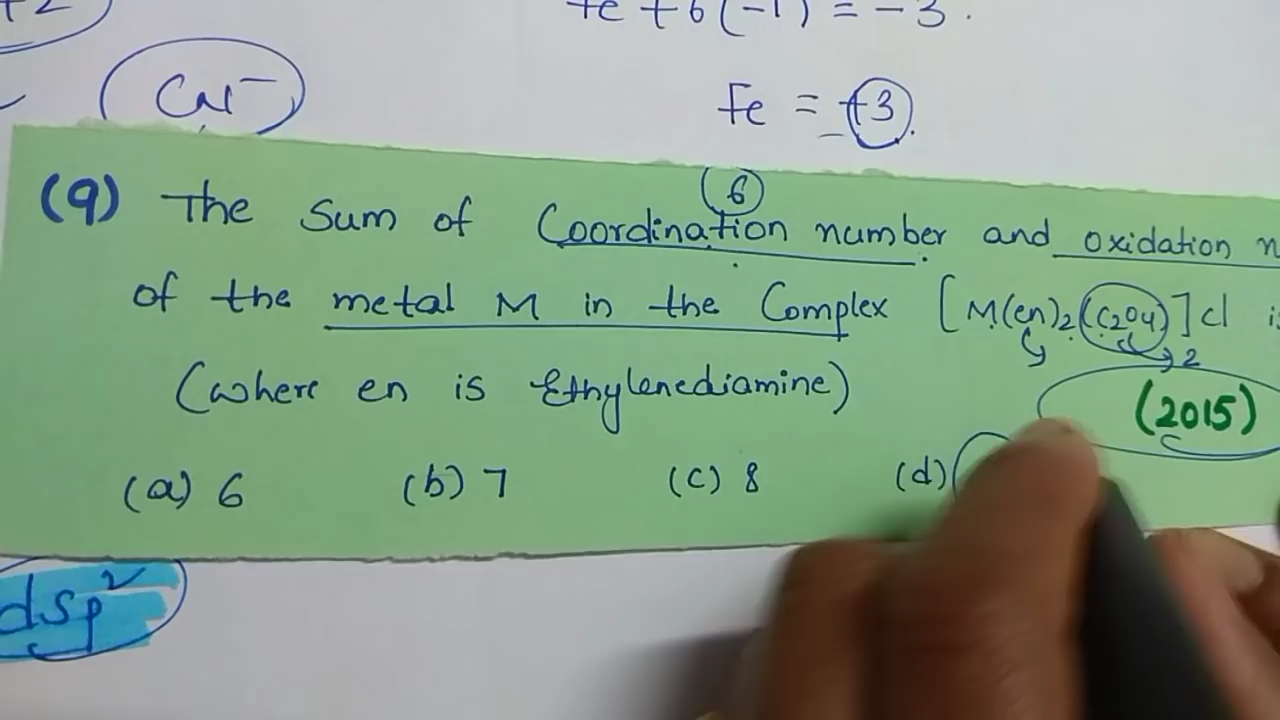 +2
Fe + 6(-1) = -3.
Fe = +3.
6
(9) The Sum of Coordination number and oxidation n
of the metal M in the Complex [M(en)2(C2O4)]Cl is
2
(where en is Ethylenediamine)
(2015)
(a) 6 (b) 7 (c) 8 (d)
dsp2